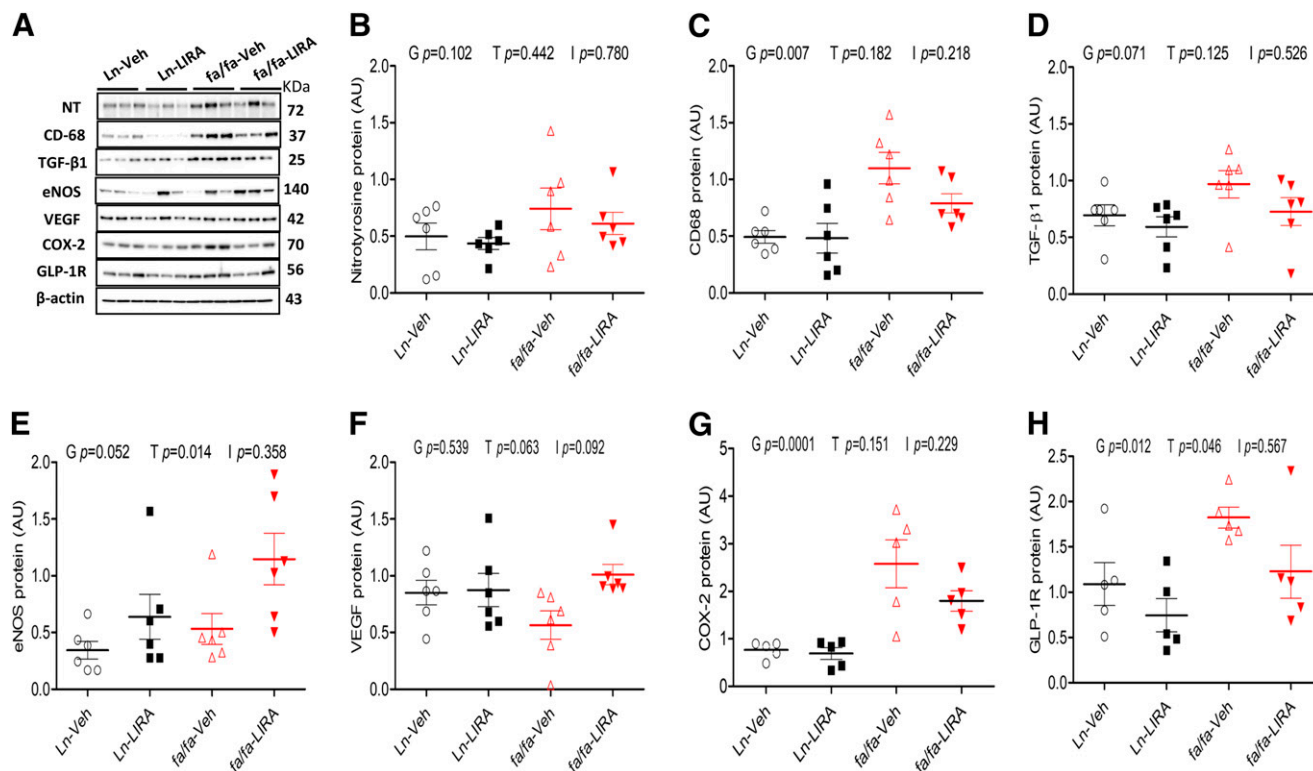 A
Ln-Veh
Ln-LIRA
fa/fa-Veh
fa/fa-LIRA
KDa
NT 72
CD-68 37
TGF-β1 25
eNOS 140
VEGF 42
COX-2 70
GLP-1R 56
β-actin 43
B
G p=0.102 T p=0.442 I p=0.780
Nitrotyrosine protein (AU)
2.0
1.5
1.0
0.5
0.0
Ln-Veh
Ln-LIRA
fa/fa-Veh
fa/fa-LIRA
C
G p=0.007 T p=0.182 I p=0.218
CD68 protein (AU)
2.0
1.5
1.0
0.5
0.0
Ln-Veh
Ln-LIRA
fa/fa-Veh
fa/fa-LIRA
D
G p=0.071 T p=0.125 I p=0.526
TGF-β1 protein (AU)
2.0
1.5
1.0
0.5
0.0
Ln-Veh
Ln-LIRA
fa/fa-Veh
fa/fa-LIRA
E
G p=0.052 T p=0.014 I p=0.358
eNOS protein (AU)
2.0
1.5
1.0
0.5
0.0
Ln-Veh
Ln-LIRA
fa/fa-Veh
fa/fa-LIRA
F
G p=0.539 T p=0.063 I p=0.092
VEGF protein (AU)
2.0
1.5
1.0
0.5
0.0
Ln-Veh
Ln-LIRA
fa/fa-Veh
fa/fa-LIRA
G
G p=0.0001 T p=0.151 I p=0.229
COX-2 protein (AU)
5
4
3
2
1
0
Ln-Veh
Ln-LIRA
fa/fa-Veh
fa/fa-LIRA
H
G p=0.012 T p=0.046 I p=0.567
GLP-1R protein (AU)
2.5
2.0
1.5
1.0
0.5
0.0
Ln-Veh
Ln-LIRA
fa/fa-Veh
fa/fa-LIRA